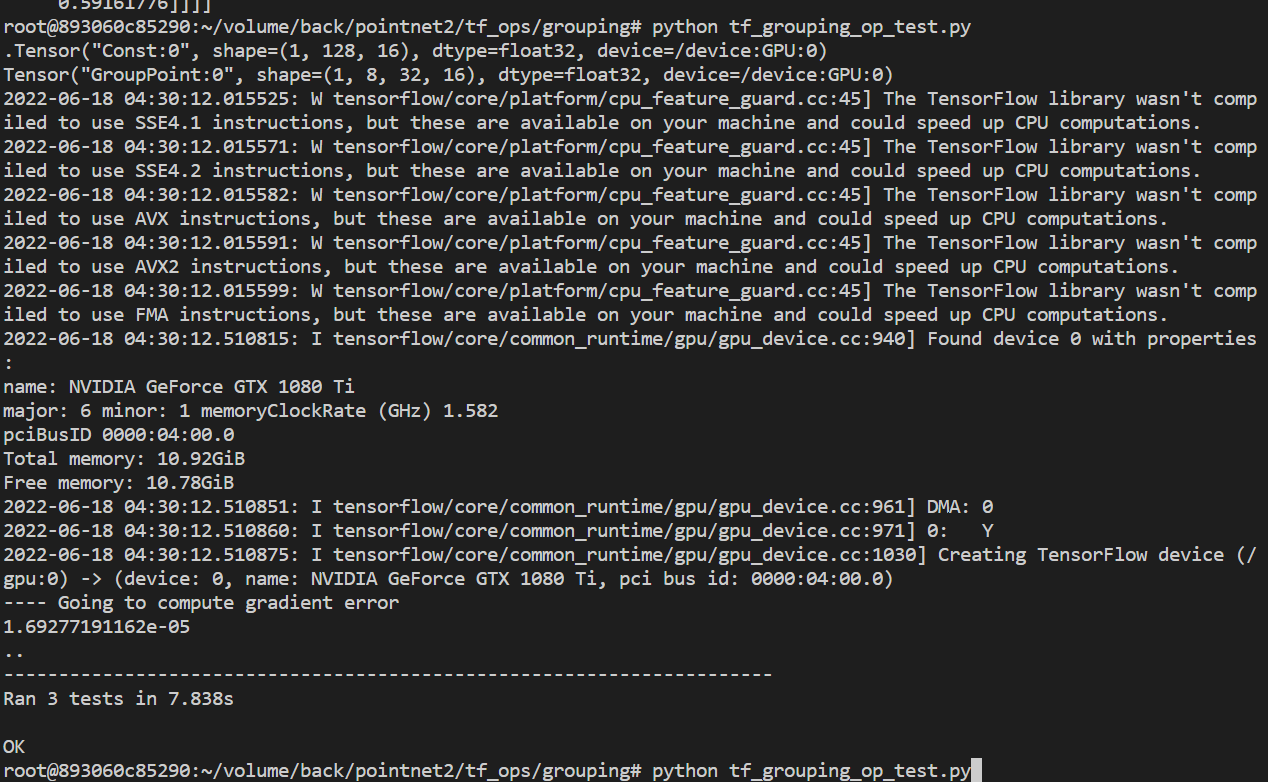 0.59161776]]]]
root@893060c85290:~/volume/back/pointnet2/tf_ops/grouping# python tf_grouping_op_test.py
.Tensor("Const:0", shape=(1, 128, 16), dtype=float32, device=/device:GPU:0)
Tensor("GroupPoint:0", shape=(1, 8, 32, 16), dtype=float32, device=/device:GPU:0)
2022-06-18 04:30:12.015525: W tensorflow/core/platform/cpu_feature_guard.cc:45] The TensorFlow library wasn't comp
iled to use SSE4.1 instructions, but these are available on your machine and could speed up CPU computations.
2022-06-18 04:30:12.015571: W tensorflow/core/platform/cpu_feature_guard.cc:45] The TensorFlow library wasn't comp
iled to use SSE4.2 instructions, but these are available on your machine and could speed up CPU computations.
2022-06-18 04:30:12.015582: W tensorflow/core/platform/cpu_feature_guard.cc:45] The TensorFlow library wasn't comp
iled to use AVX instructions, but these are available on your machine and could speed up CPU computations.
2022-06-18 04:30:12.015591: W tensorflow/core/platform/cpu_feature_guard.cc:45] The TensorFlow library wasn't comp
iled to use AVX2 instructions, but these are available on your machine and could speed up CPU computations.
2022-06-18 04:30:12.015599: W tensorflow/core/platform/cpu_feature_guard.cc:45] The TensorFlow library wasn't comp
iled to use FMA instructions, but these are available on your machine and could speed up CPU computations.
2022-06-18 04:30:12.510815: I tensorflow/core/common_runtime/gpu/gpu_device.cc:940] Found device 0 with properties
:
name: NVIDIA GeForce GTX 1080 Ti
major: 6 minor: 1 memoryClockRate (GHz) 1.582
pciBusID 0000:04:00.0
Total memory: 10.92GiB
Free memory: 10.78GiB
2022-06-18 04:30:12.510851: I tensorflow/core/common_runtime/gpu/gpu_device.cc:961] DMA: 0
2022-06-18 04:30:12.510860: I tensorflow/core/common_runtime/gpu/gpu_device.cc:971] 0:   Y
2022-06-18 04:30:12.510875: I tensorflow/core/common_runtime/gpu/gpu_device.cc:1030] Creating TensorFlow device (/
gpu:0) -> (device: 0, name: NVIDIA GeForce GTX 1080 Ti, pci bus id: 0000:04:00.0)
---- Going to compute gradient error
1.69277191162e-05
..
----------------------------------------------------------------------
Ran 3 tests in 7.838s
OK
root@893060c85290:~/volume/back/pointnet2/tf_ops/grouping# python tf_grouping_op_test.py